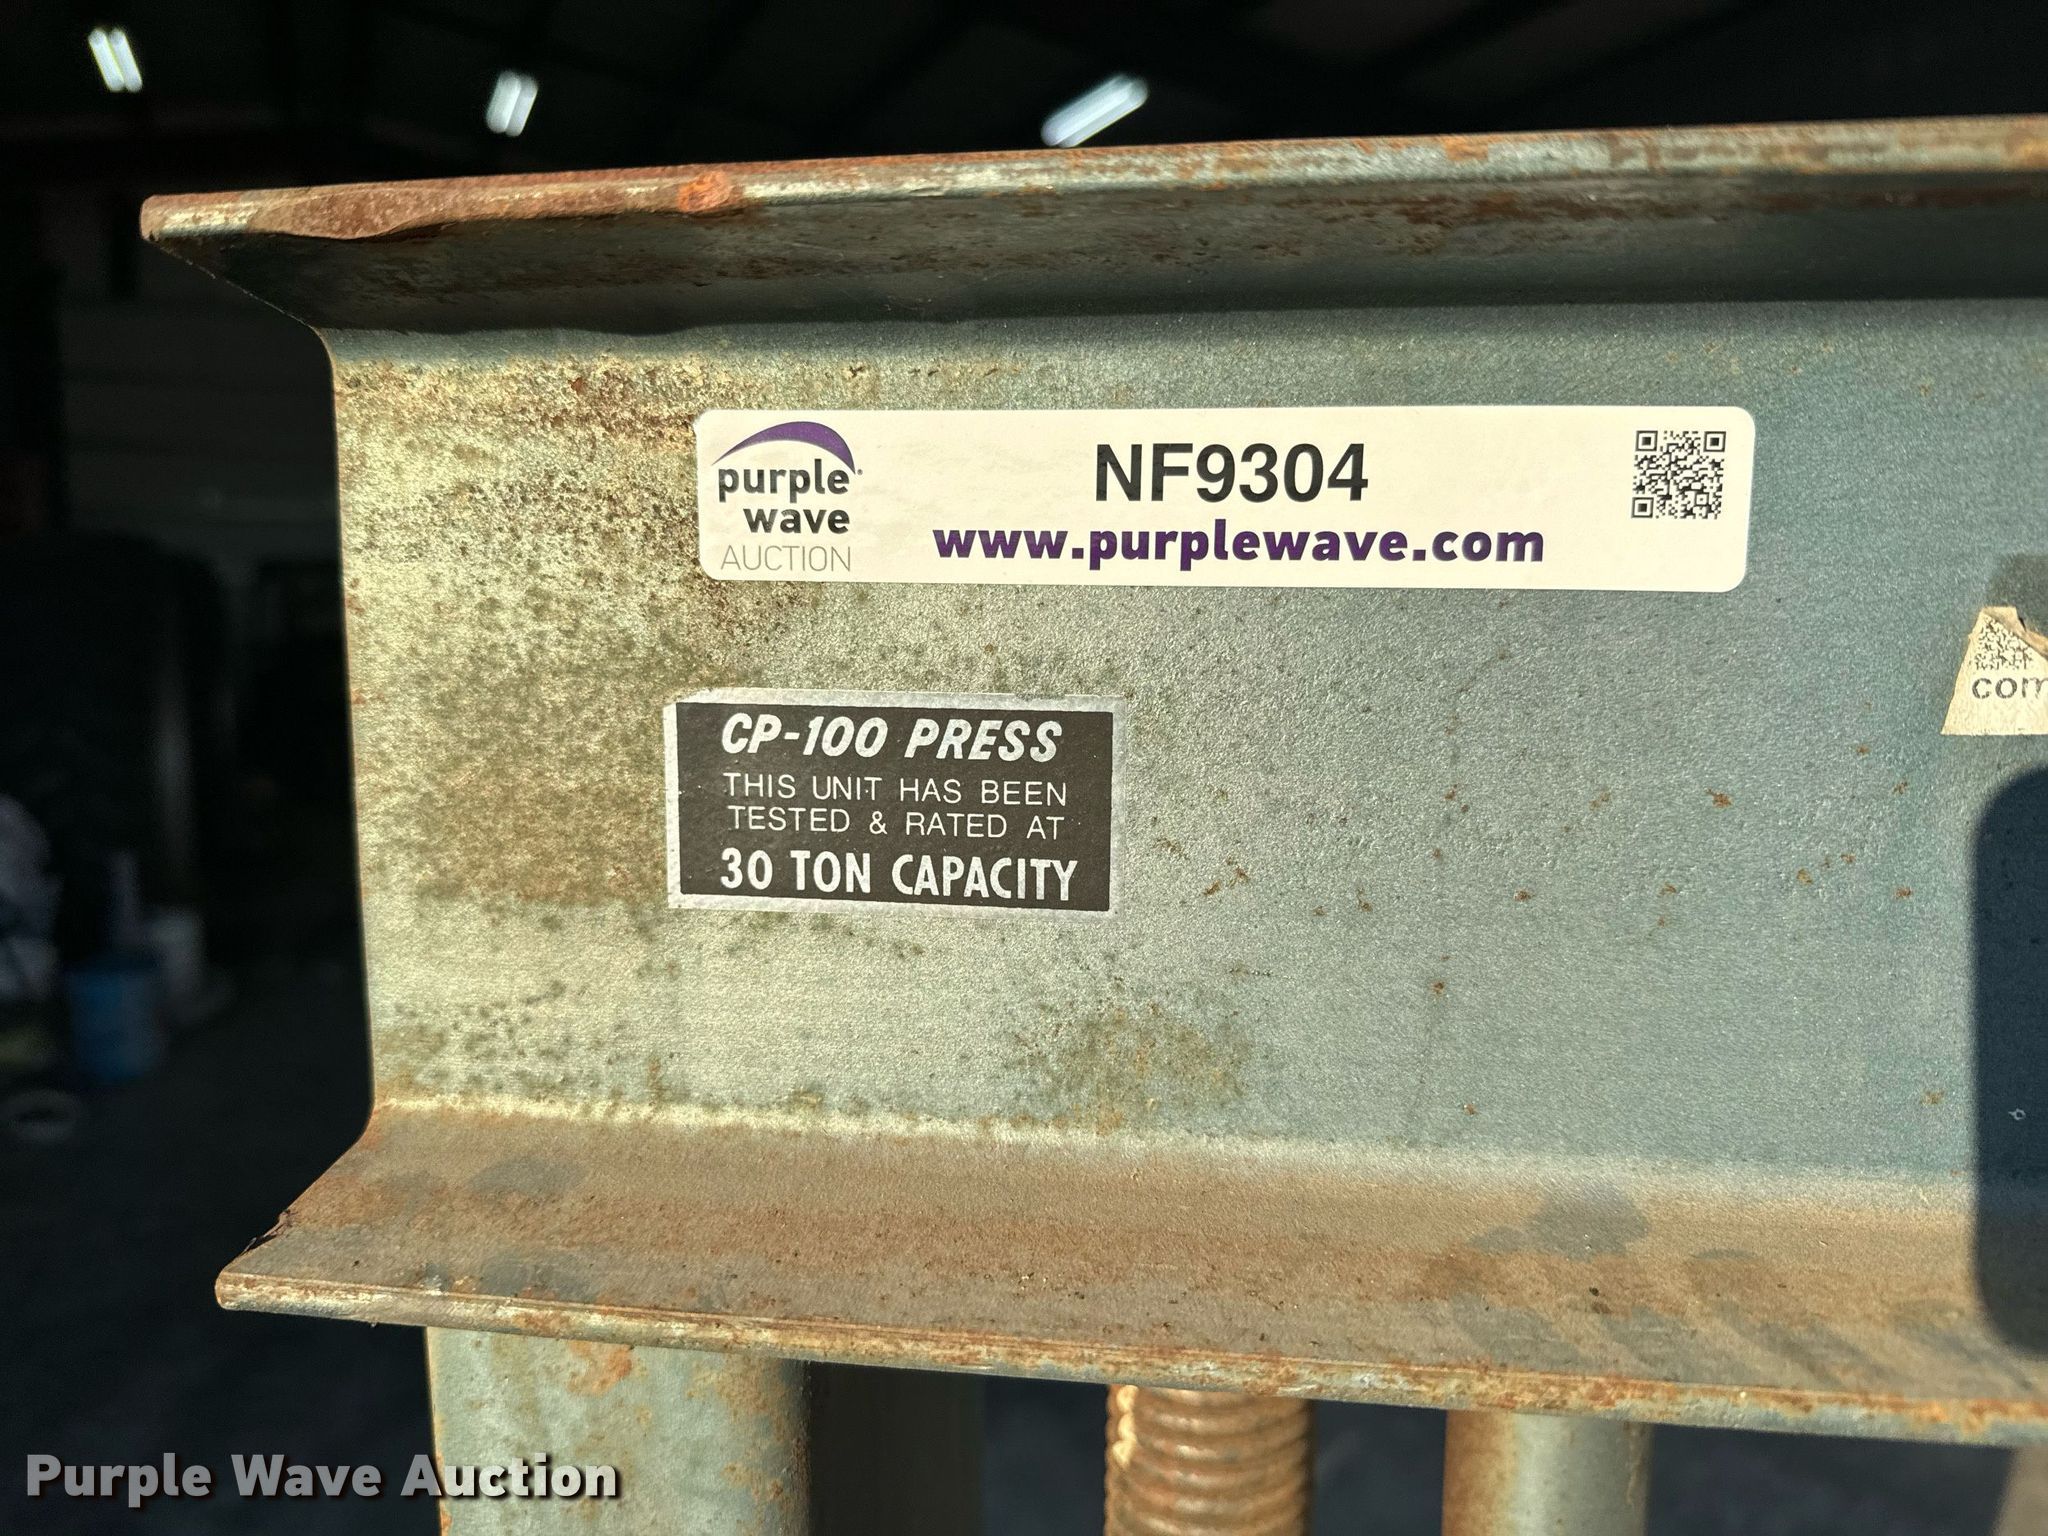 purple
wave
AUCTION
NF9304
www.purplewave.com
com
CP-100 PRESS
THIS UNIT HAS BEEN
TESTED & RATED AT
30 TON CAPACITY
Purple Wave Auction